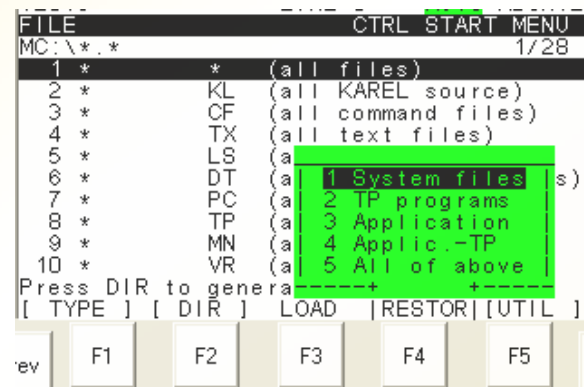 FILE CTRL START MENU
MC:\*.* 1/28
1 * * (all files)
2 * KL (all KAREL source)
3 * CF (all command files)
4 * TX (all text files)
5 * LS (a
6 * DT (a| 1 System files |s)
7 * PC (a| 2 TP programs |
8 * TP (a| 3 Application |
9 * MN (a| 4 Applic.-TP |
10 * VR (a| 5 All of above |
Press DIR to genera-----+ +-----
[ TYPE ] [ DIR ] LOAD |RESTOR|[UTIL ]
ev F1 F2 F3 F4 F5